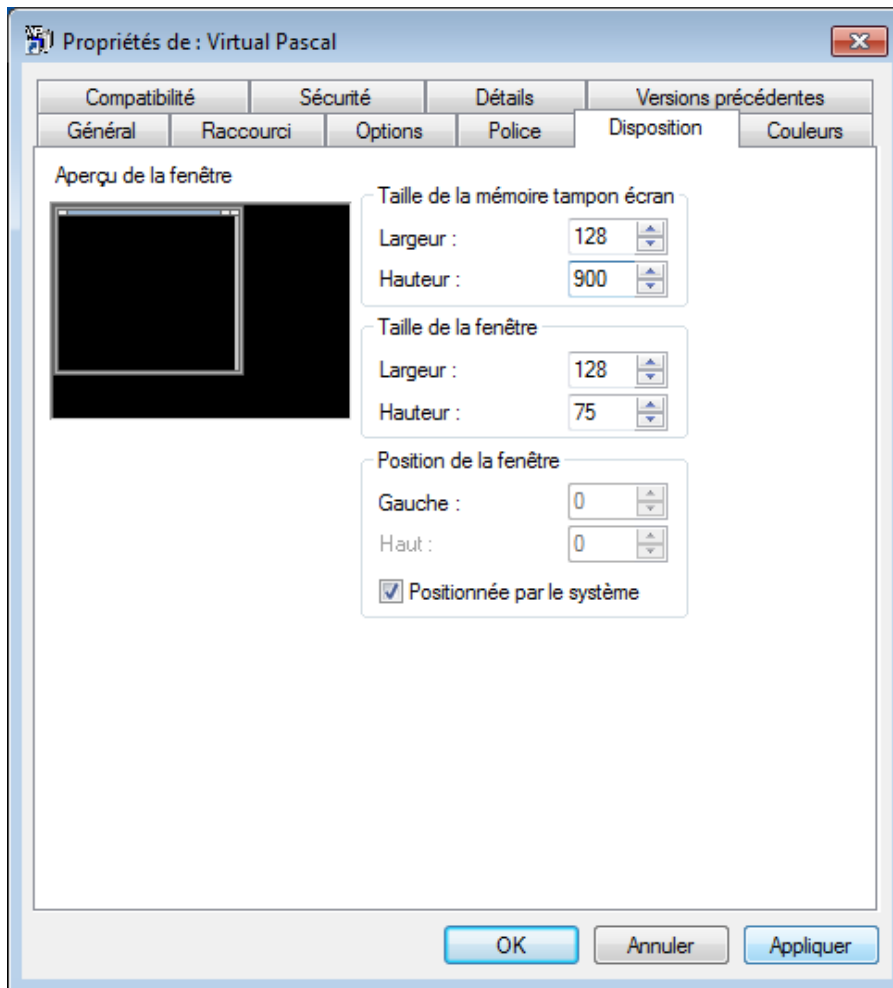 Propriétés de : Virtual Pascal
Compatibilité Sécurité Détails Versions précédentes
Général Raccourci Options Police Disposition Couleurs
Aperçu de la fenêtre
Taille de la mémoire tampon écran
Largeur : 128
Hauteur : 900
Taille de la fenêtre
Largeur : 128
Hauteur : 75
Position de la fenêtre
Gauche : 0
Haut : 0
Positionnée par le système
OK Annuler Appliquer